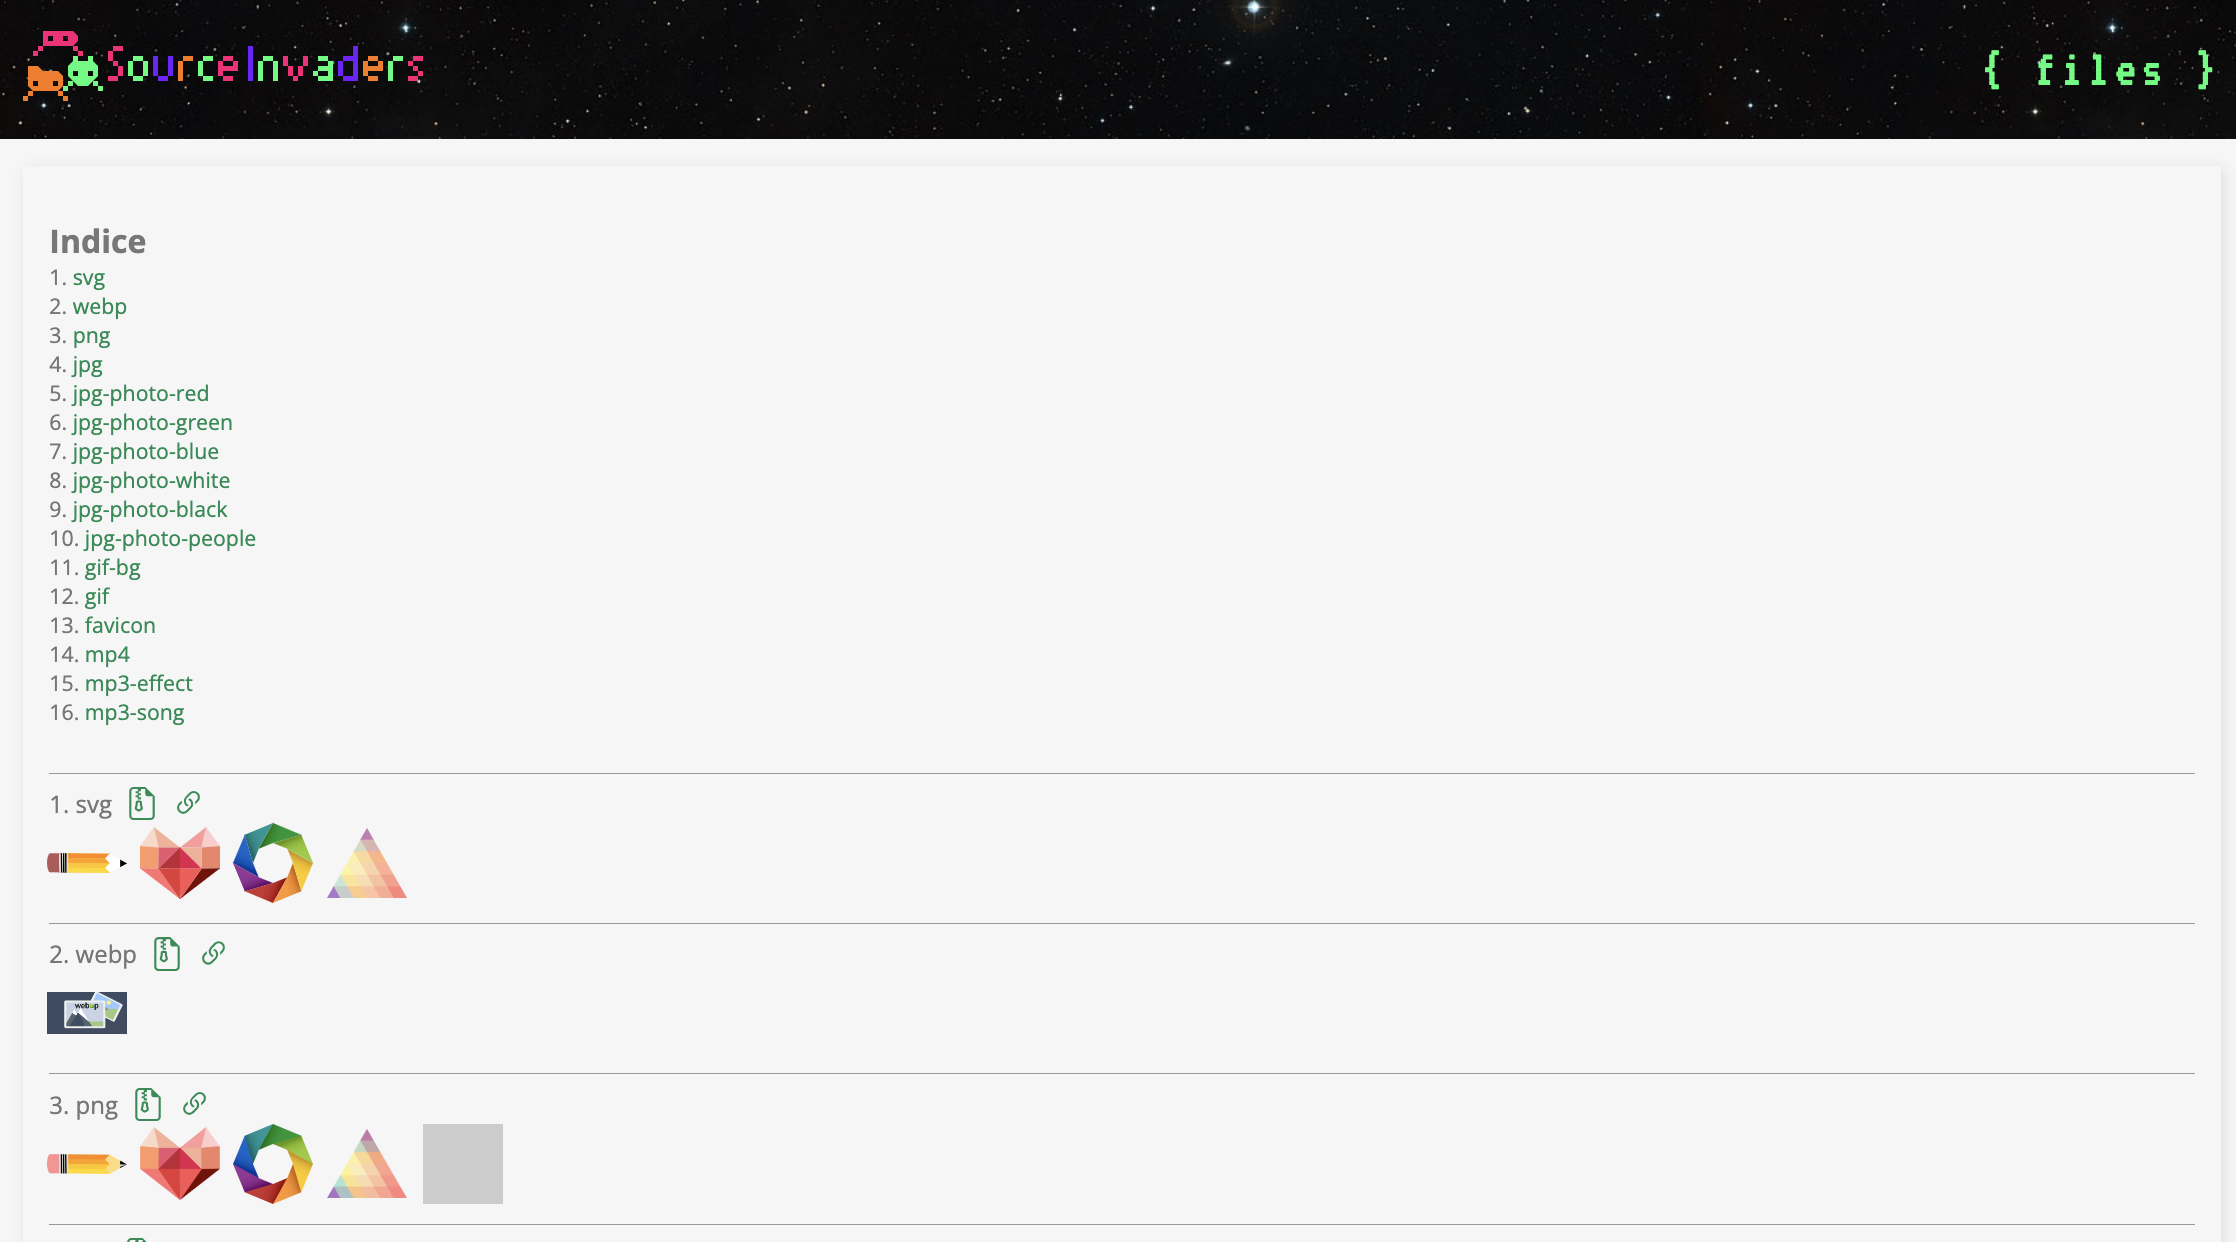 SourceInvaders
{ files }
Indice
1. svg
2. webp
3. png
4. jpg
5. jpg-photo-red
6. jpg-photo-green
7. jpg-photo-blue
8. jpg-photo-white
9. jpg-photo-black
10. jpg-photo-people
11. gif-bg
12. gif
13. favicon
14. mp4
15. mp3-effect
16. mp3-song
1. svg
2. webp
webp
3. png